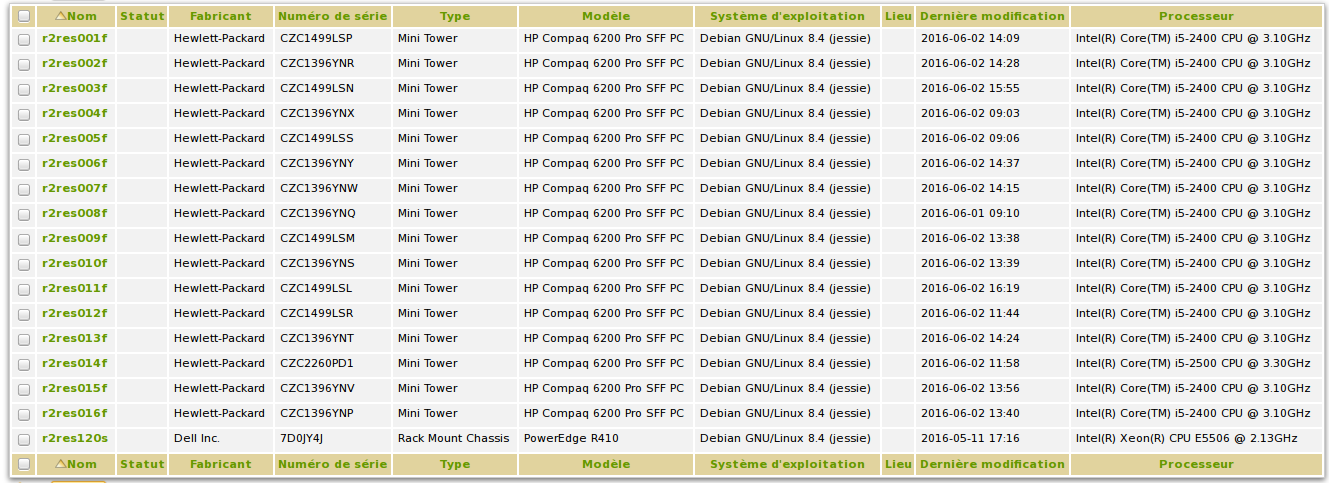 Nom Statut Fabricant Numéro de série Type Modèle Système d'exploitation Lieu Dernière modification Processeur
r2res001f Hewlett-Packard CZC1499LSP Mini Tower HP Compaq 6200 Pro SFF PC Debian GNU/Linux 8.4 (jessie) 2016-06-02 14:09 Intel(R) Core(TM) i5-2400 CPU @ 3.10GHz
r2res002f Hewlett-Packard CZC1396YNR Mini Tower HP Compaq 6200 Pro SFF PC Debian GNU/Linux 8.4 (jessie) 2016-06-02 14:28 Intel(R) Core(TM) i5-2400 CPU @ 3.10GHz
r2res003f Hewlett-Packard CZC1499LSN Mini Tower HP Compaq 6200 Pro SFF PC Debian GNU/Linux 8.4 (jessie) 2016-06-02 15:55 Intel(R) Core(TM) i5-2400 CPU @ 3.10GHz
r2res004f Hewlett-Packard CZC1396YNX Mini Tower HP Compaq 6200 Pro SFF PC Debian GNU/Linux 8.4 (jessie) 2016-06-02 09:03 Intel(R) Core(TM) i5-2400 CPU @ 3.10GHz
r2res005f Hewlett-Packard CZC1499LSS Mini Tower HP Compaq 6200 Pro SFF PC Debian GNU/Linux 8.4 (jessie) 2016-06-02 09:06 Intel(R) Core(TM) i5-2400 CPU @ 3.10GHz
r2res006f Hewlett-Packard CZC1396YNY Mini Tower HP Compaq 6200 Pro SFF PC Debian GNU/Linux 8.4 (jessie) 2016-06-02 14:37 Intel(R) Core(TM) i5-2400 CPU @ 3.10GHz
r2res007f Hewlett-Packard CZC1396YNW Mini Tower HP Compaq 6200 Pro SFF PC Debian GNU/Linux 8.4 (jessie) 2016-06-02 14:15 Intel(R) Core(TM) i5-2400 CPU @ 3.10GHz
r2res008f Hewlett-Packard CZC1396YNQ Mini Tower HP Compaq 6200 Pro SFF PC Debian GNU/Linux 8.4 (jessie) 2016-06-01 09:10 Intel(R) Core(TM) i5-2400 CPU @ 3.10GHz
r2res009f Hewlett-Packard CZC1499LSM Mini Tower HP Compaq 6200 Pro SFF PC Debian GNU/Linux 8.4 (jessie) 2016-06-02 13:38 Intel(R) Core(TM) i5-2400 CPU @ 3.10GHz
r2res010f Hewlett-Packard CZC1396YNS Mini Tower HP Compaq 6200 Pro SFF PC Debian GNU/Linux 8.4 (jessie) 2016-06-02 13:39 Intel(R) Core(TM) i5-2400 CPU @ 3.10GHz
r2res011f Hewlett-Packard CZC1499LSL Mini Tower HP Compaq 6200 Pro SFF PC Debian GNU/Linux 8.4 (jessie) 2016-06-02 16:19 Intel(R) Core(TM) i5-2400 CPU @ 3.10GHz
r2res012f Hewlett-Packard CZC1499LSR Mini Tower HP Compaq 6200 Pro SFF PC Debian GNU/Linux 8.4 (jessie) 2016-06-02 11:44 Intel(R) Core(TM) i5-2400 CPU @ 3.10GHz
r2res013f Hewlett-Packard CZC1396YNT Mini Tower HP Compaq 6200 Pro SFF PC Debian GNU/Linux 8.4 (jessie) 2016-06-02 14:24 Intel(R) Core(TM) i5-2400 CPU @ 3.10GHz
r2res014f Hewlett-Packard CZC2260PD1 Mini Tower HP Compaq 6200 Pro SFF PC Debian GNU/Linux 8.4 (jessie) 2016-06-02 11:58 Intel(R) Core(TM) i5-2500 CPU @ 3.30GHz
r2res015f Hewlett-Packard CZC1396YNV Mini Tower HP Compaq 6200 Pro SFF PC Debian GNU/Linux 8.4 (jessie) 2016-06-02 13:56 Intel(R) Core(TM) i5-2400 CPU @ 3.10GHz
r2res016f Hewlett-Packard CZC1396YNP Mini Tower HP Compaq 6200 Pro SFF PC Debian GNU/Linux 8.4 (jessie) 2016-06-02 13:40 Intel(R) Core(TM) i5-2400 CPU @ 3.10GHz
r2res120s Dell Inc. 7D0JY4J Rack Mount Chassis PowerEdge R410 Debian GNU/Linux 8.4 (jessie) 2016-05-11 17:16 Intel(R) Xeon(R) CPU E5506 @ 2.13GHz
Nom Statut Fabricant Numéro de série Type Modèle Système d'exploitation Lieu Dernière modification Processeur